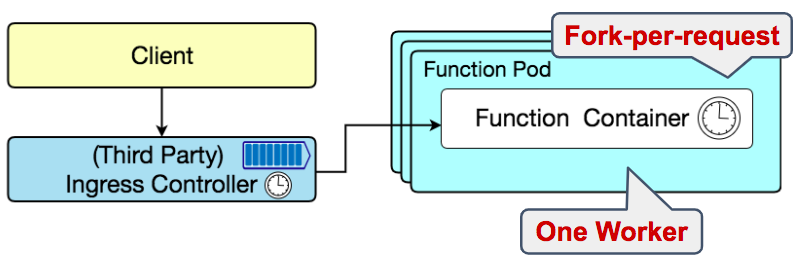 Client
(Third Party)
Ingress Controller
Fork-per-request
Function Pod
Function Container
One Worker